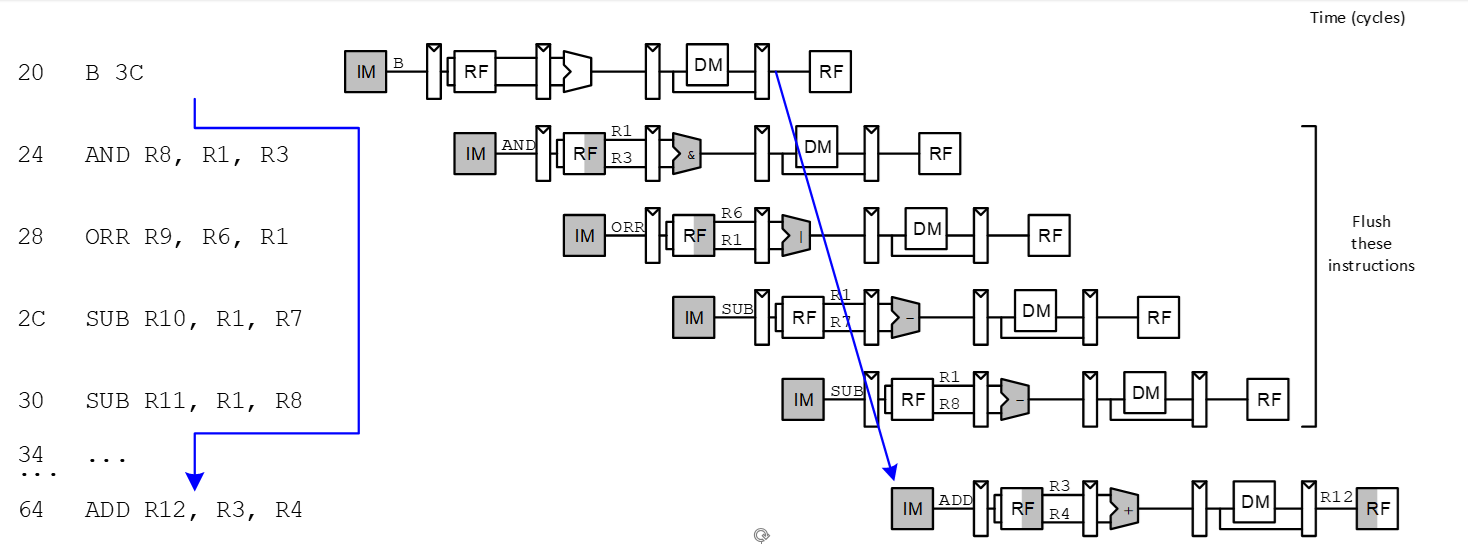 Time (cycles)
20 B 3C IM B RF DM RF
24 AND R8, R1, R3 IM AND RF R1 R3 & DM RF
28 ORR R9, R6, R1 IM ORR RF R6 R1 | DM RF
2C SUB R10, R1, R7 IM SUB RF R1 R7 - DM RF
30 SUB R11, R1, R8 IM SUB RF R1 R8 - DM RF
34 ...
...
64 ADD R12, R3, R4 IM ADD RF R3 R4 + DM R12 RF
Flush
these
instructions